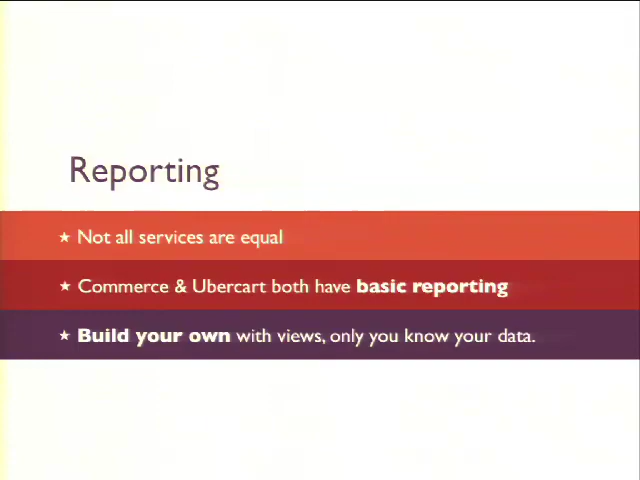 Reporting
★ Not all services are equal
★ Commerce & Ubercart both have basic reporting
★ Build your own with views, only you know your data.